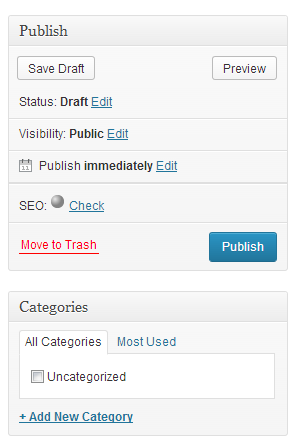 Publish
Save Draft Preview
Status: Draft Edit
Visibility: Public Edit
11 Publish immediately Edit
SEO: Check
Move to Trash Publish
Categories
All Categories Most Used
Uncategorized
+ Add New Category